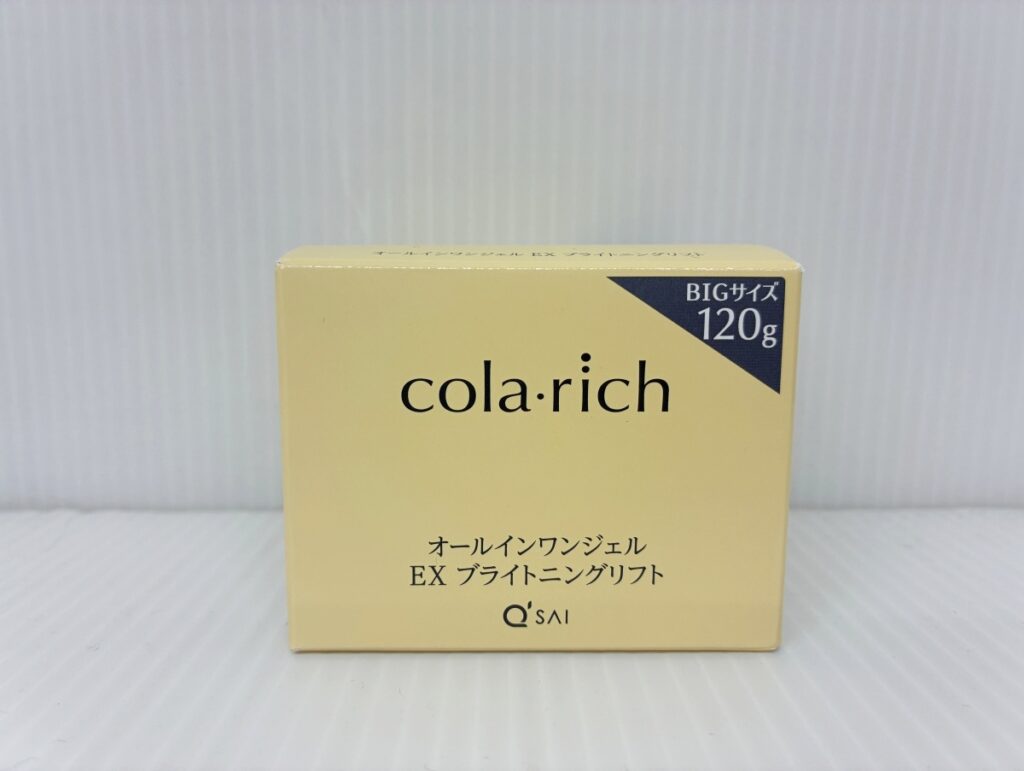 オールインワンジェル EX ブライトニングリフト
BIGサイズ
120g
cola・rich
オールインワンジェル
EX ブライトニングリフト
Q'SAI